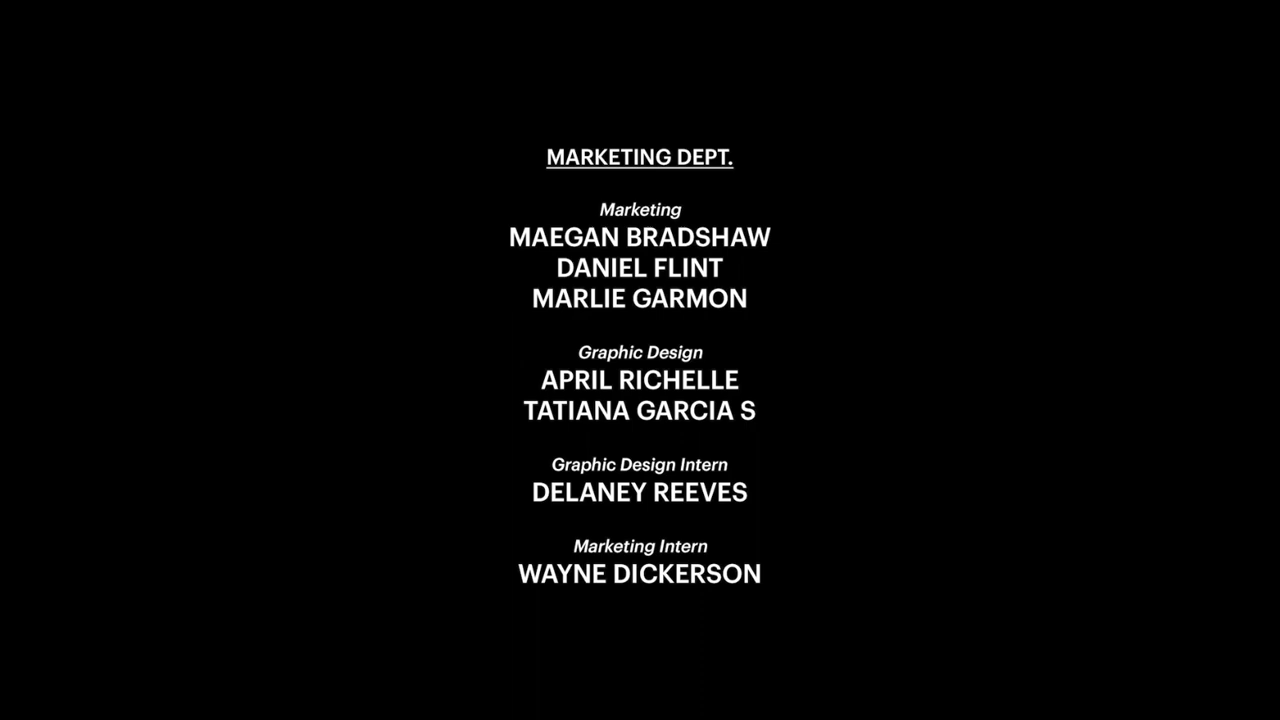 MARKETING DEPT.
Marketing
MAEGAN BRADSHAW
DANIEL FLINT
MARLIE GARMON
Graphic Design
APRIL RICHELLE
TATIANA GARCIA S
Graphic Design Intern
DELANEY REEVES
Marketing Intern
WAYNE DICKERSON